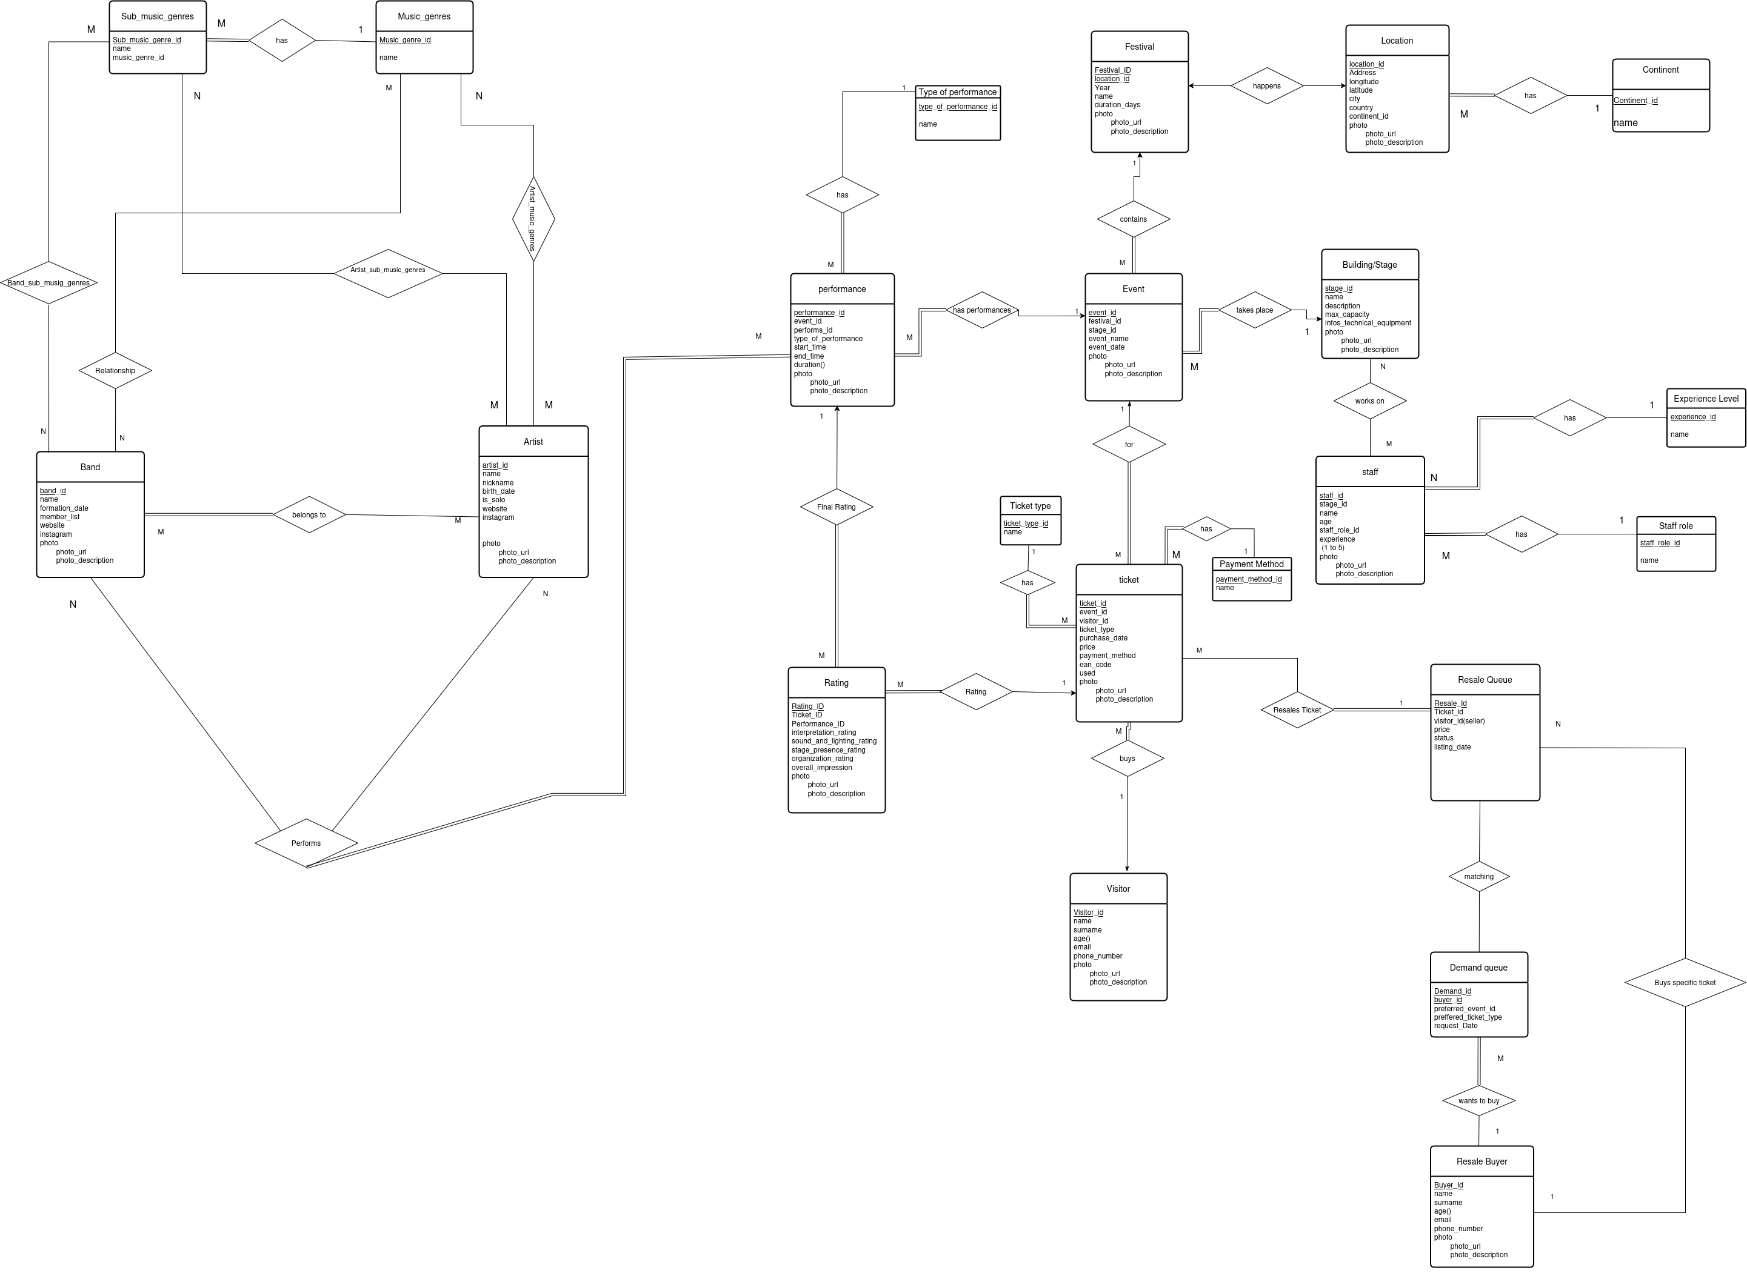 Sub_music_genres
Sub_music_genre_id
name
music_genre_id
M
has
1
Music_genres
Music_genre_id
name
M
N
M
N
Band_sub_musig_genres
Artist_sub_music_genres
Artist_music_genres
Relationship
N
N
M
M
Band
band_id
name
formation_date
member_list
website
instagram
photo
photo_url
photo_description
M
belongs to
M
Artist
artist_id
name
nickname
birth_date
is_solo
website
instagram
photo
photo_url
photo_description
N
N
Performs
M
1
Type of performance
type_of_performance_id
name
has
M
performance
performance_id
event_id
performs_id
type_of_performance
start_time
end_time
duration()
photo
photo_url
photo_description
M
has performances
1
1
Final Rating
M
Rating
Rating_ID
Ticket_ID
Performance_ID
interpretation_rating
sound_and_lighting_rating
stage_presence_rating
organization_rating
overall_impression
photo
photo_url
photo_description
M
Rating
1
Festival
Festival_ID
location_id
Year
name
duration_days
photo
photo_url
photo_description
happens
Location
location_id
Address
longitude
latitude
city
country
continent_id
photo
photo_url
photo_description
M
has
1
Continent
Continent_id
name
1
contains
M
Event
event_id
festival_id
stage_id
event_name
event_date
photo
photo_url
photo_description
M
takes place
1
Building/Stage
stage_id
name
description
max_capacity
infos_technical_equipment
photo
photo_url
photo_description
N
works on
M
staff
staff_id
stage_id
name
age
staff_role_id
experience
(1 to 5)
photo
photo_url
photo_description
N
has
1
Experience Level
experience_id
name
M
has
1
Staff role
staff_role_id
name
1
for
M
Ticket type
ticket_type_id
name
1
has
M
M
has
1
Payment Method
payment_method_id
name
ticket
ticket_id
event_id
visitor_id
ticket_type
purchase_date
price
payment_method
ean_code
used
photo
photo_url
photo_description
M
buys
1
Visitor
Visitor_id
name
surname
age()
email
phone_number
photo
photo_url
photo_description
M
Resales Ticket
1
Resale Queue
Resale_Id
Ticket_id
visitor_id(seller)
price
status
listing_date
N
matching
Buys specific ticket
Demand queue
Demand_id
buyer_id
preferred_event_id
preffered_ticket_type
request_Date
M
wants to buy
1
Resale Buyer
Buyer_Id
name
surname
age()
email
phone_number
photo
photo_url
photo_description
1